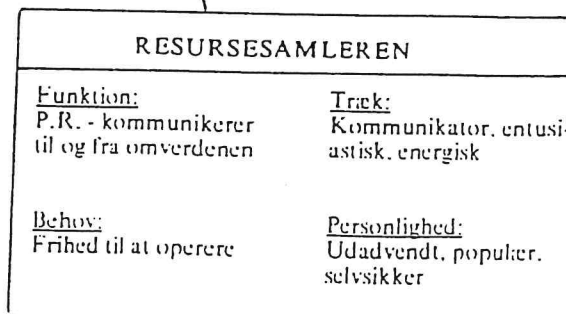 RESURSESAMLEREN
Funktion:
P.R. - kommunikerer
til og fra omverdenen
Træk:
Kommunikator, entusi-
astisk, energisk
Behov:
Frihed til at operere
Personlighed:
Udadvendt, populær,
selvsikker